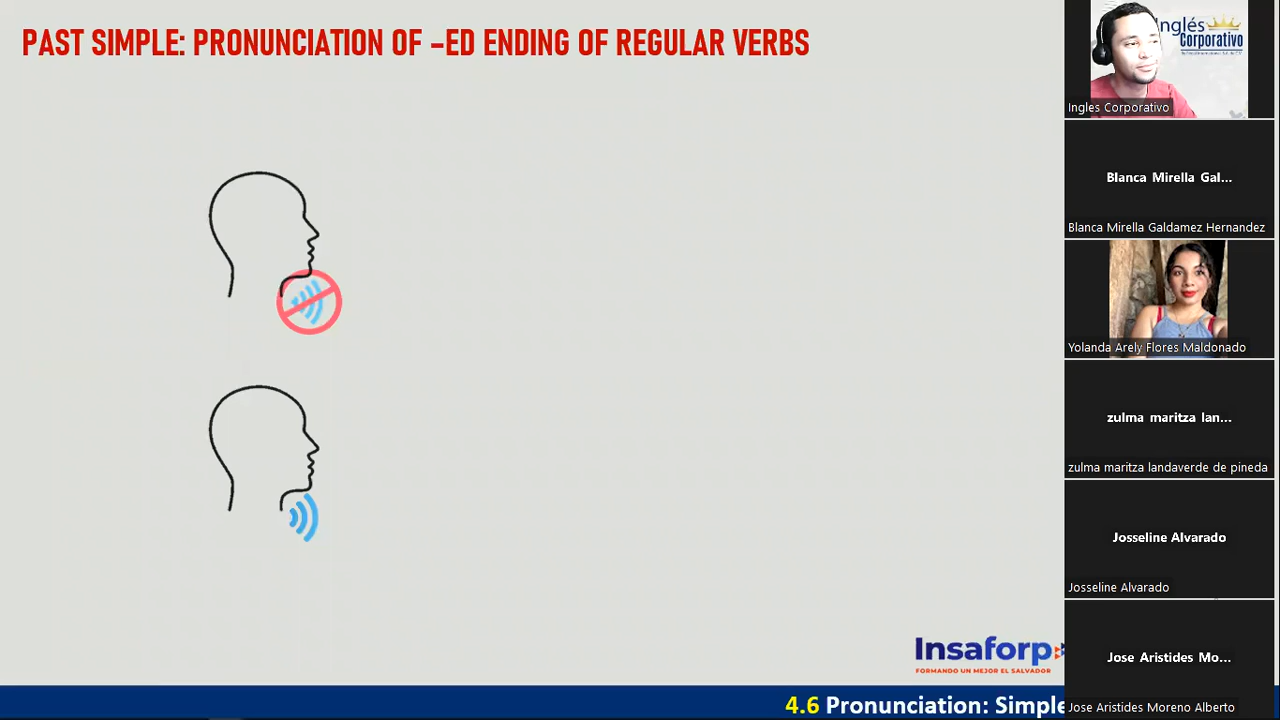 PAST SIMPLE: PRONUNCIATION OF -ED ENDING OF REGULAR VERBS
Inglés
Corporativo
Ingles Corporativo
Blanca Mirella Gal...
Blanca Mirella Galdamez Hernandez
Yolanda Arely Flores Maldonado
zulma maritza lan...
zulma maritza landaverde de pineda
Josseline Alvarado
Josseline Alvarado
Jose Aristides Mo...
Jose Aristides Moreno Alberto
Insaforp
FORMANDO UN MEJOR EL SALVADOR
4.6 Pronunciation: Simple